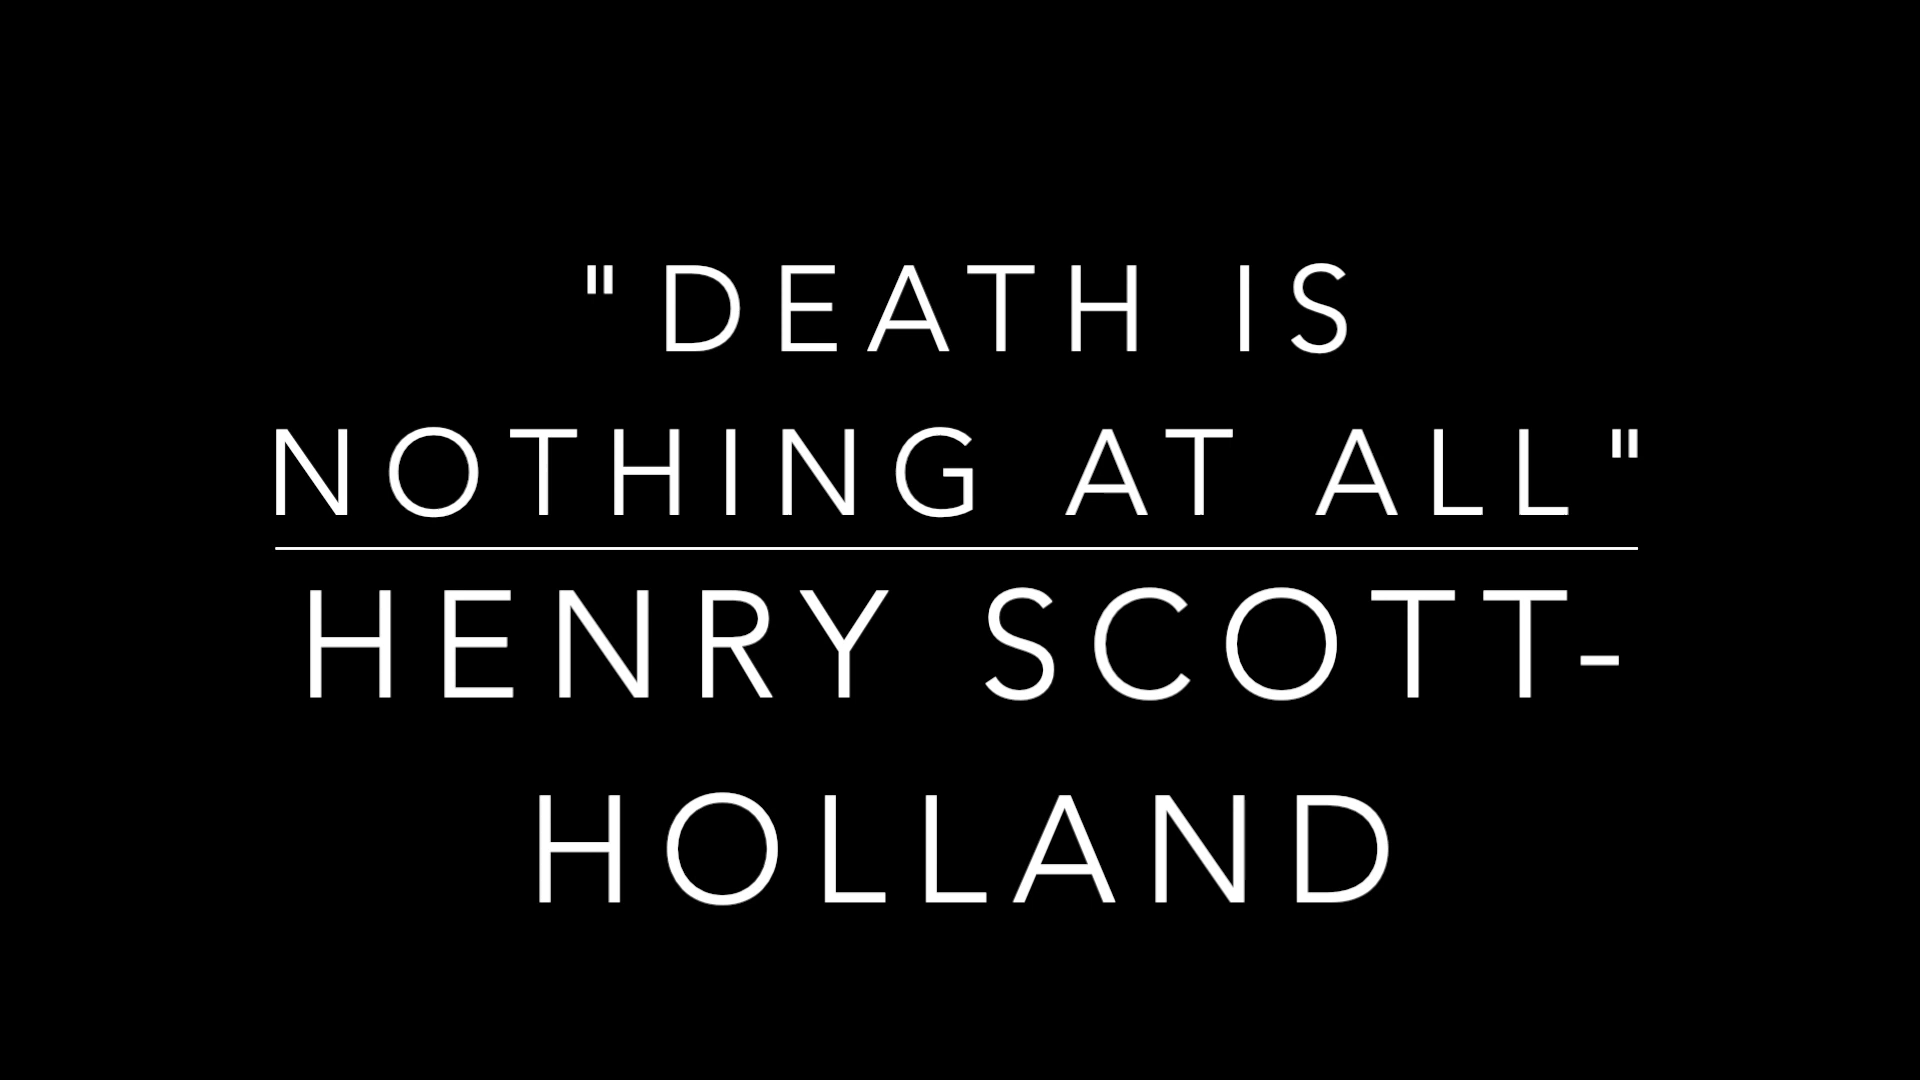 "DEATH IS
NOTHING AT ALL"
HENRY SCOTT-
HOLLAND